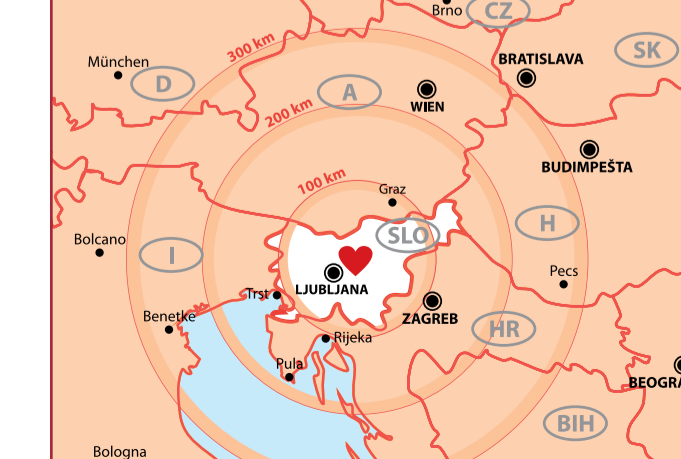 Brno
CZ
300 km
SK
BRATISLAVA
München
D
A
WIEN
200 km
BUDIMPEŠTA
100 km
Graz
H
SLO
Bolcano
I
Pecs
LJUBLJANA
Trst
ZAGREB
Benetke
HR
Rijeka
Pula
BEOGRA
BIH
Bologna